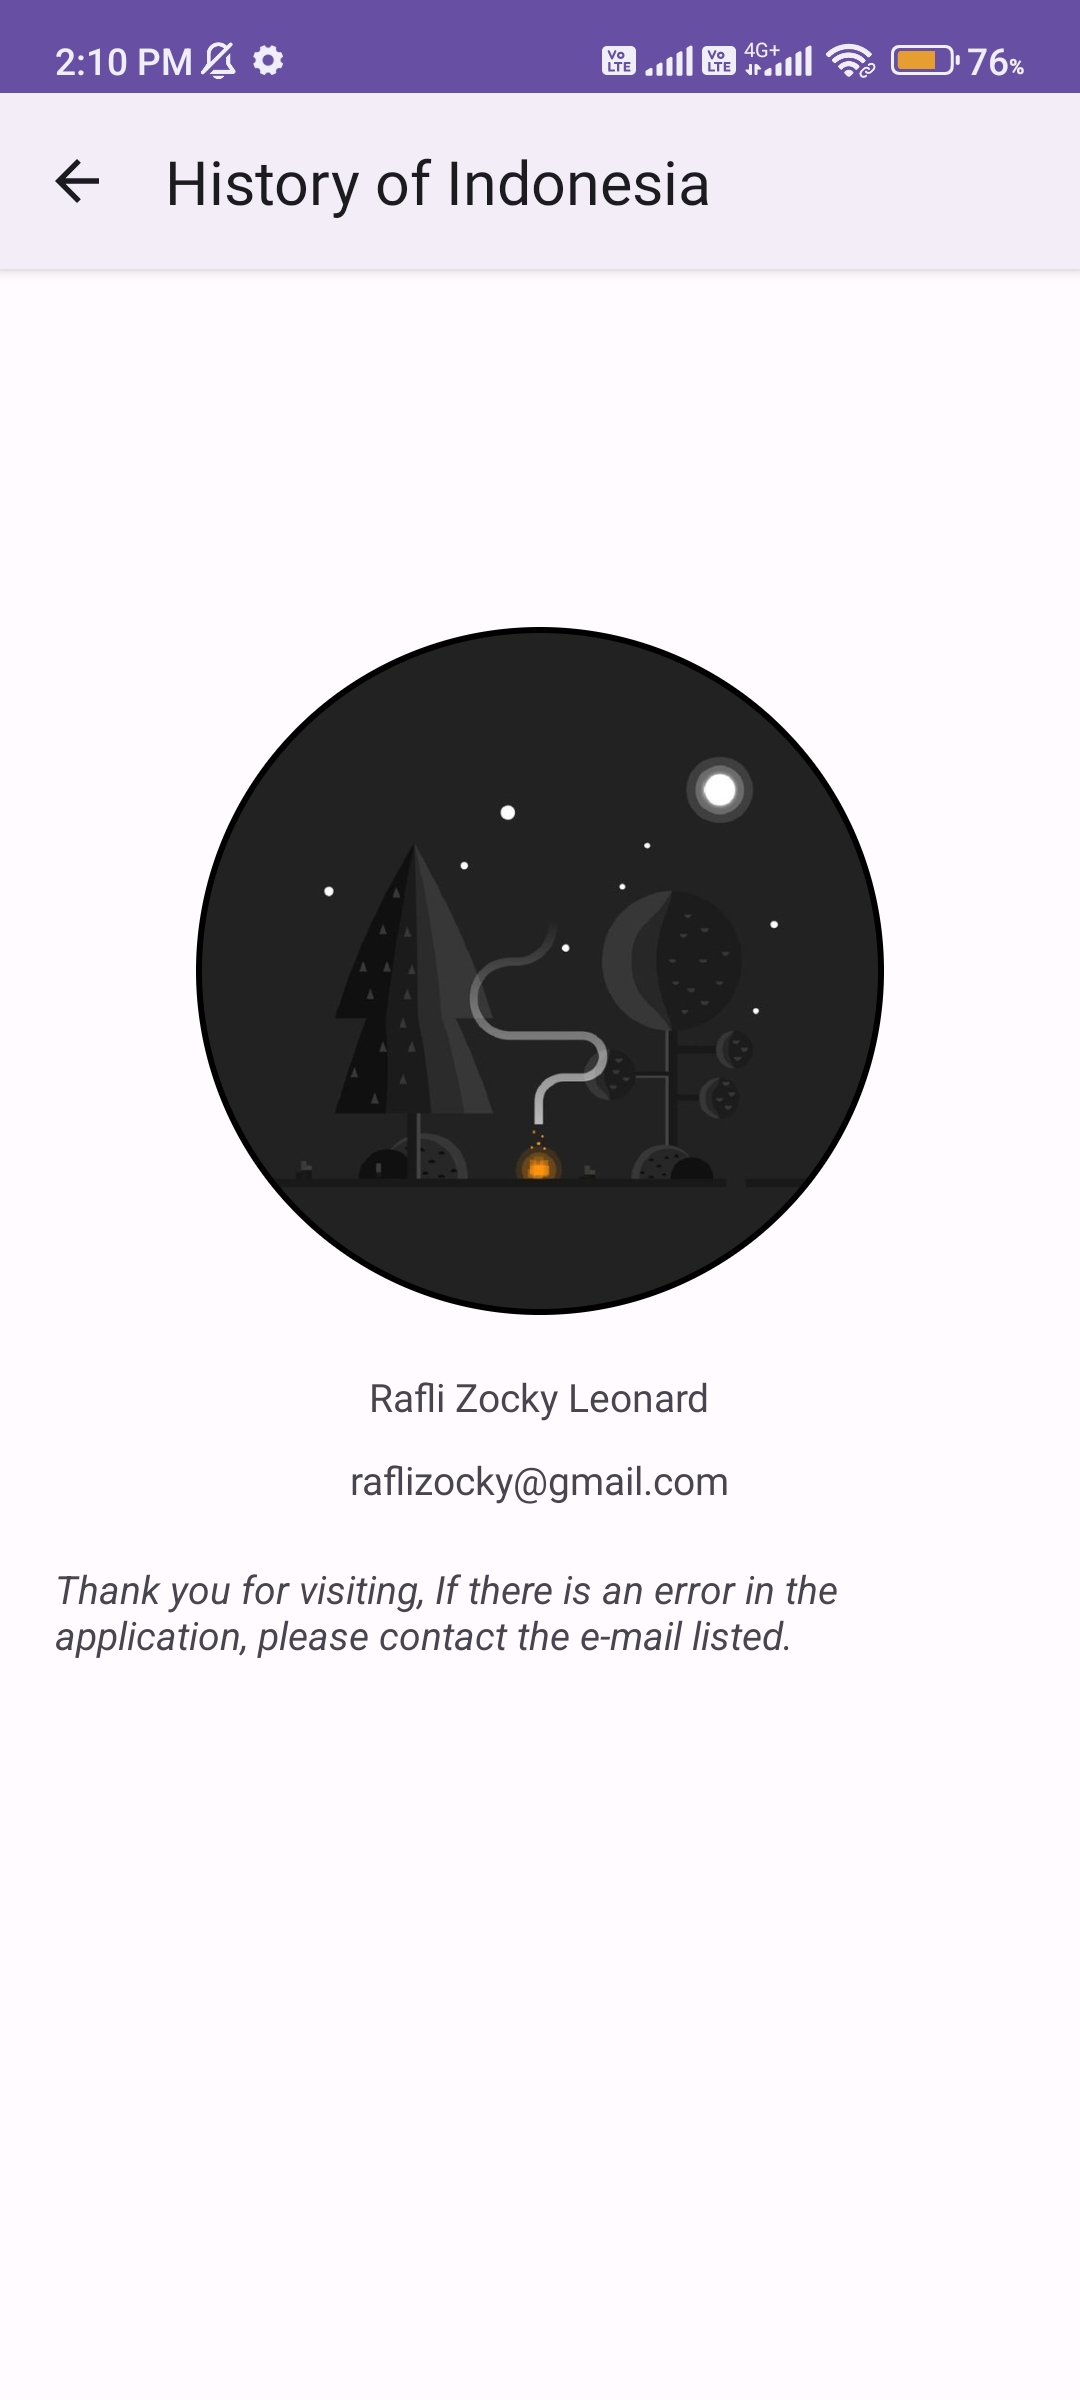 2:10 PM Vo LTE Vo LTE 4G+ 76%
History of Indonesia
Rafli Zocky Leonard
raflizocky@gmail.com
Thank you for visiting, If there is an error in the
application, please contact the e-mail listed.